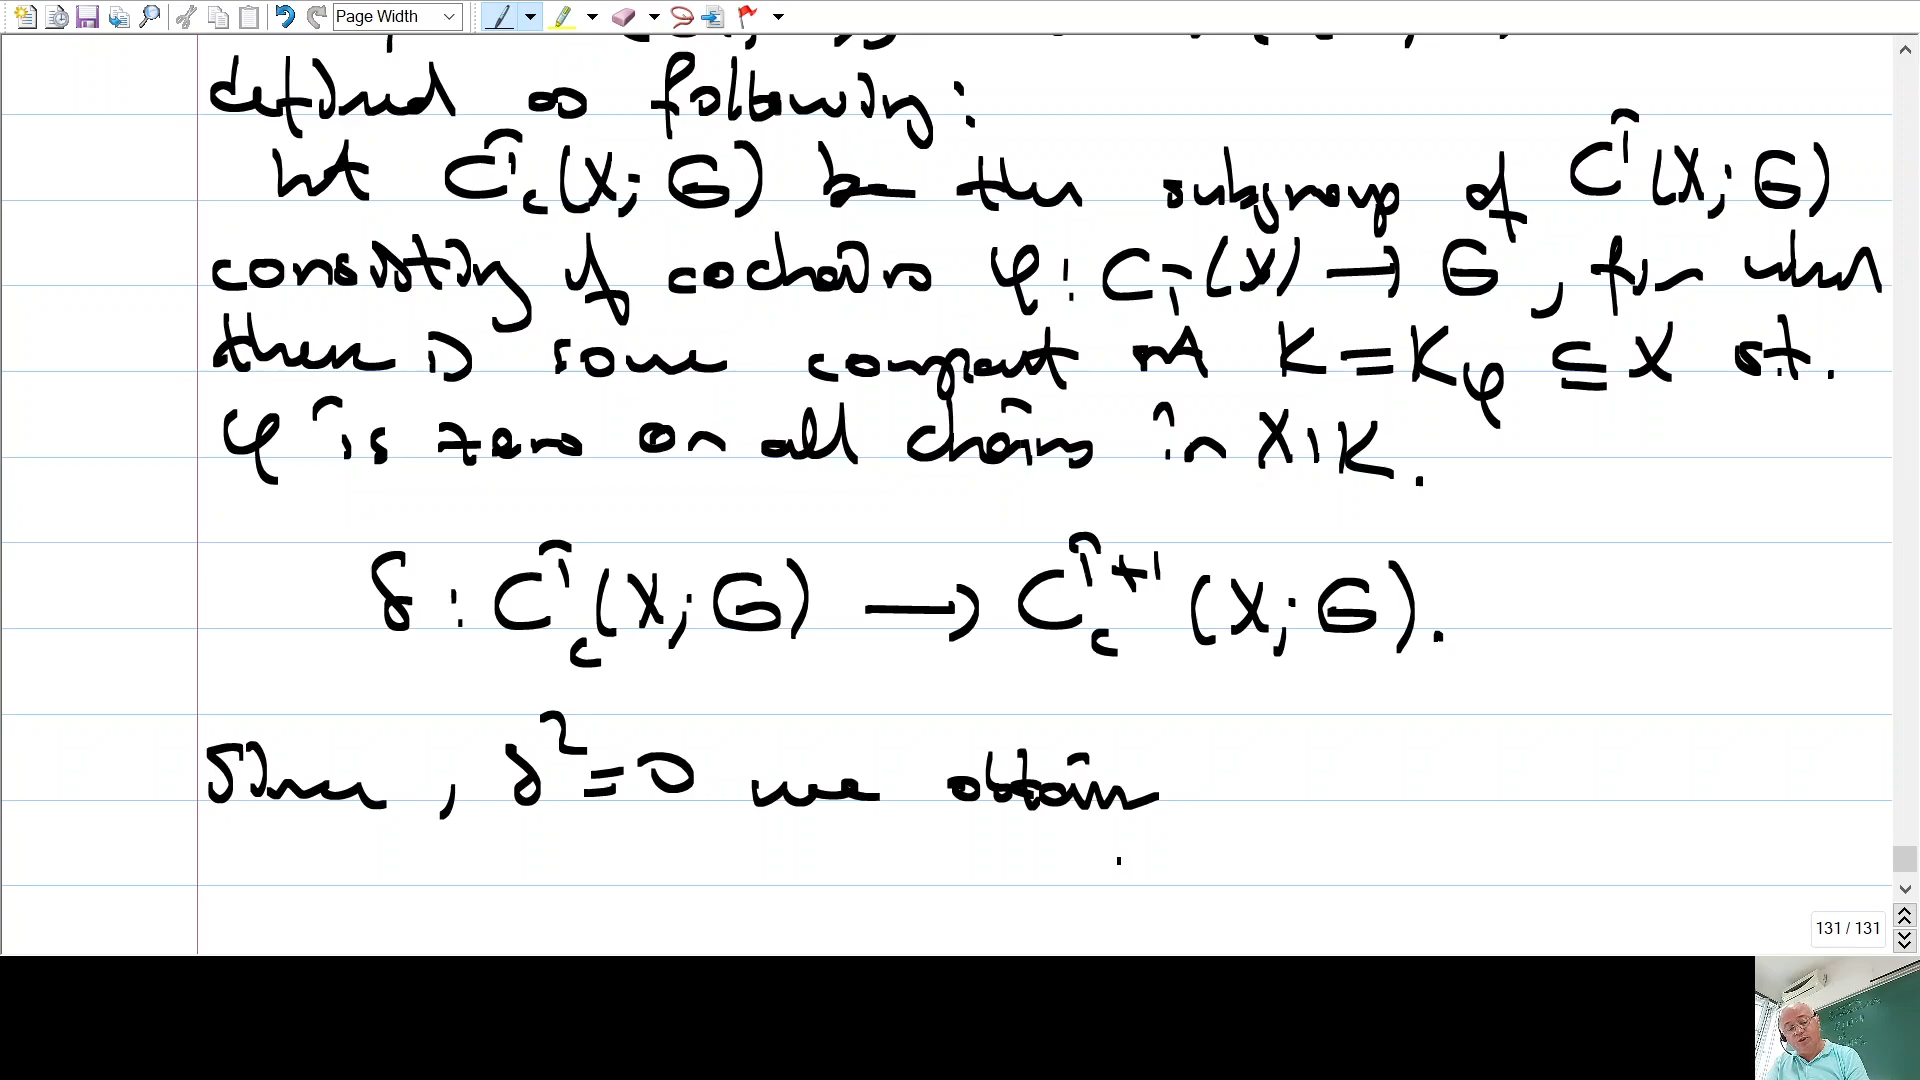 Page Width
defined as following:
Let C^i_c(X; G) be the subgroup of C^i(X; G)
consisting of cochains φ: C_i(X) → G, for which
there is some compact set K = K_φ ⊆ X s.t.
φ is zero on all chains in X\K.
δ : C^i_c(X; G) → C^{i+1}_c(X; G).
Since, δ² = 0 we obtain
131 / 131